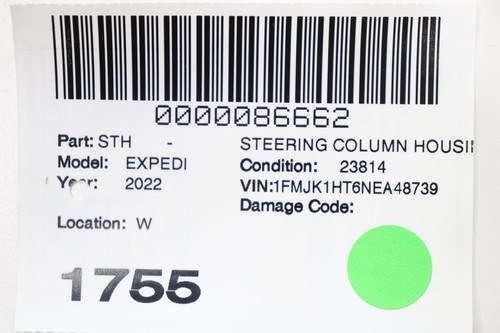 0000086662
Part: STH - STEERING COLUMN HOUSI
Model: EXPEDI Condition: 23814
Year: 2022 VIN:1FMJK1HT6NEA48739
Damage Code:
Location: W
1755